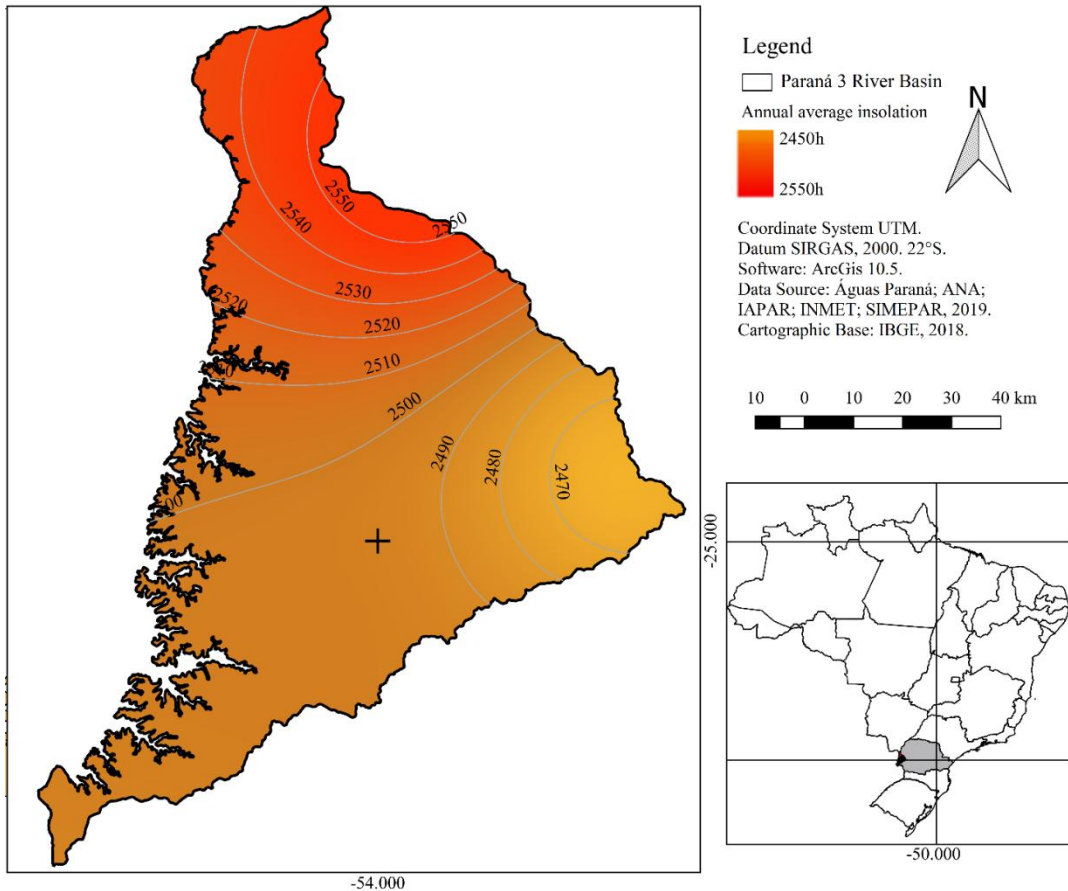 2550
2540
2550
2530
2520
2520
2510
2500
2490
2480
2470
00
-54.000
Legend
Paraná 3 River Basin
Annual average insolation
2450h
2550h
N
Coordinate System UTM.
Datum SIRGAS, 2000. 22°S.
Software: ArcGis 10.5.
Data Source: Águas Paraná; ANA;
IAPAR; INMET; SIMEPAR, 2019.
Cartographic Base: IBGE, 2018.
10 0 10 20 30 40 km
-25.000
-50.000